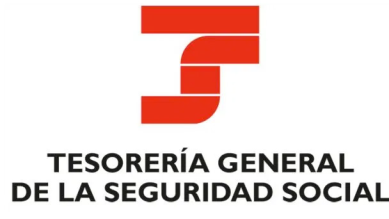 TESORERÍA GENERAL
DE LA SEGURIDAD SOCIAL